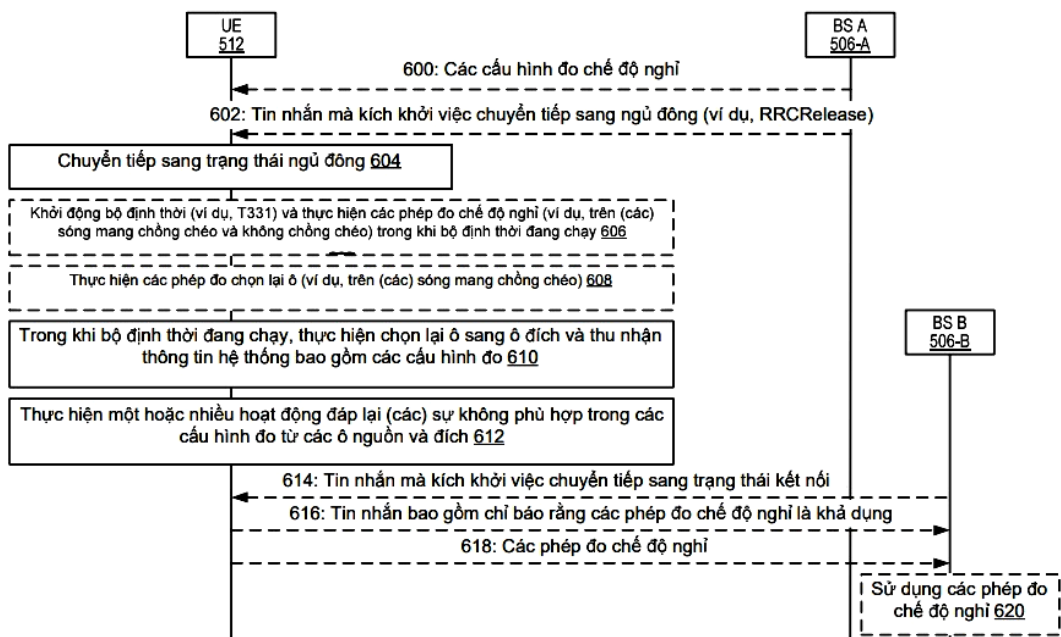 UE
512
BS A
506-A
600: Các cấu hình đo chế độ nghỉ
602: Tin nhắn mà kích khởi việc chuyển tiếp sang ngủ đông (ví dụ, RRCRelease)
Chuyển tiếp sang trạng thái ngủ đông 604
Khởi động bộ định thời (ví dụ, T331) và thực hiện các phép đo chế độ nghỉ (ví dụ, trên (các)
sóng mang chồng chéo và không chồng chéo) trong khi bộ định thời đang chạy 606
Thực hiện các phép đo chọn lại ô (ví dụ, trên (các) sóng mang chồng chéo) 608
Trong khi bộ định thời đang chạy, thực hiện chọn lại ô sang ô đích và thu nhận
thông tin hệ thống bao gồm các cấu hình đo 610
BS B
506-B
Thực hiện một hoặc nhiều hoạt động đáp lại (các) sự không phù hợp trong các
cấu hình đo từ các ô nguồn và đích 612
614: Tin nhắn mà kích khởi việc chuyển tiếp sang trạng thái kết nối
616: Tin nhắn bao gồm chỉ báo rằng các phép đo chế độ nghỉ là khả dụng
618: Các phép đo chế độ nghỉ
Sử dụng các phép đo
chế độ nghỉ 620